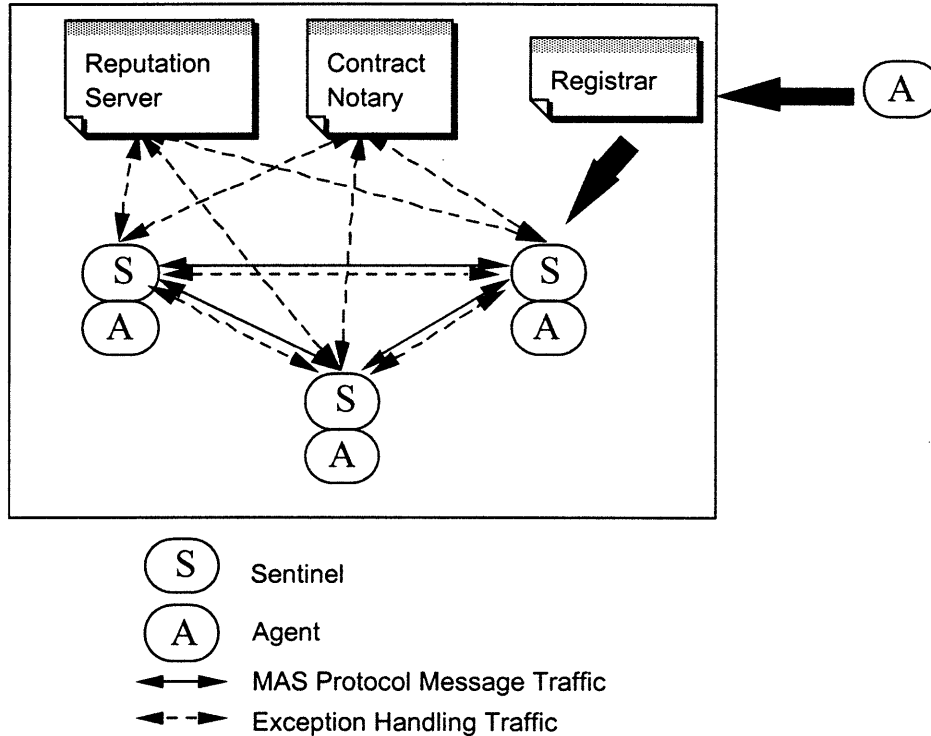 Reputation
Server
Contract
Notary
Registrar
A
S
S
A
A
S
A
S
Sentinel
A
Agent
MAS Protocol Message Traffic
Exception Handling Traffic